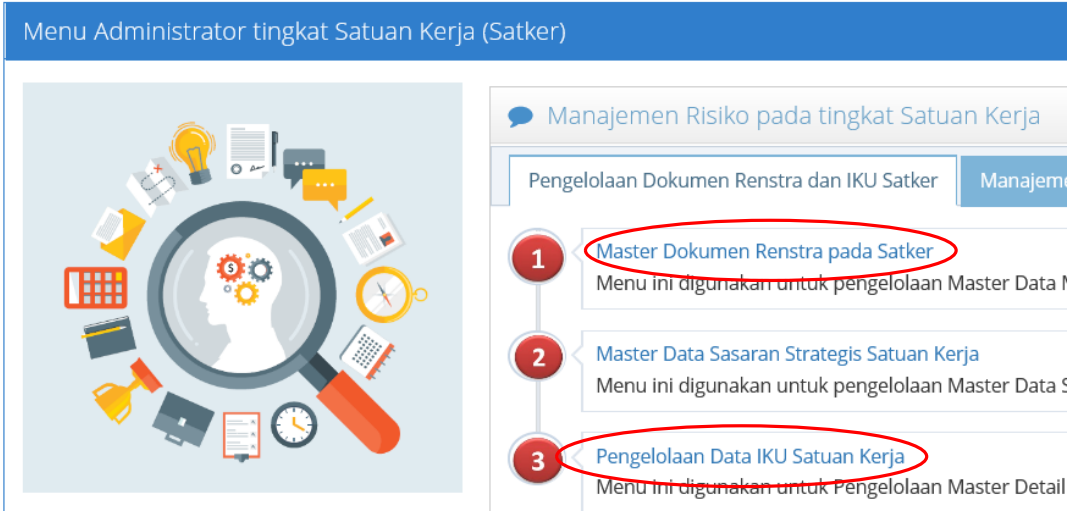 Menu Administrator tingkat Satuan Kerja (Satker)
Manajemen Risiko pada tingkat Satuan Kerja
Pengelolaan Dokumen Renstra dan IKU Satker
1
Master Dokumen Renstra pada Satker
Menu ini digunakan untuk pengelolaan Master Data
2
Master Data Sasaran Strategis Satuan Kerja
Menu ini digunakan untuk pengelolaan Master Data
3
Pengelolaan Data IKU Satuan Kerja
Menu ini digunakan untuk Pengelolaan Master Detail